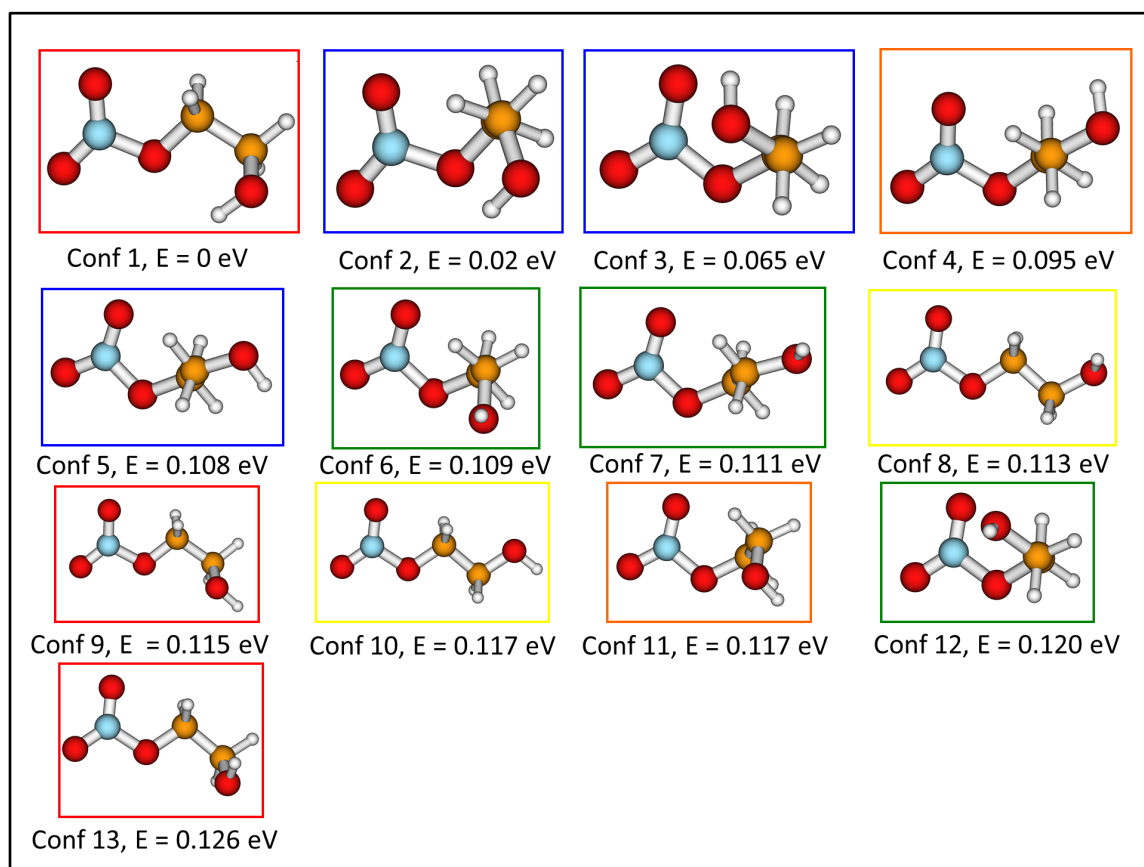 Conf 1, E = 0 eV
Conf 2, E = 0.02 eV
Conf 3, E = 0.065 eV
Conf 4, E = 0.095 eV
Conf 5, E = 0.108 eV
Conf 6, E = 0.109 eV
Conf 7, E = 0.111 eV
Conf 8, E = 0.113 eV
Conf 9, E = 0.115 eV
Conf 10, E = 0.117 eV
Conf 11, E = 0.117 eV
Conf 12, E = 0.120 eV
Conf 13, E = 0.126 eV